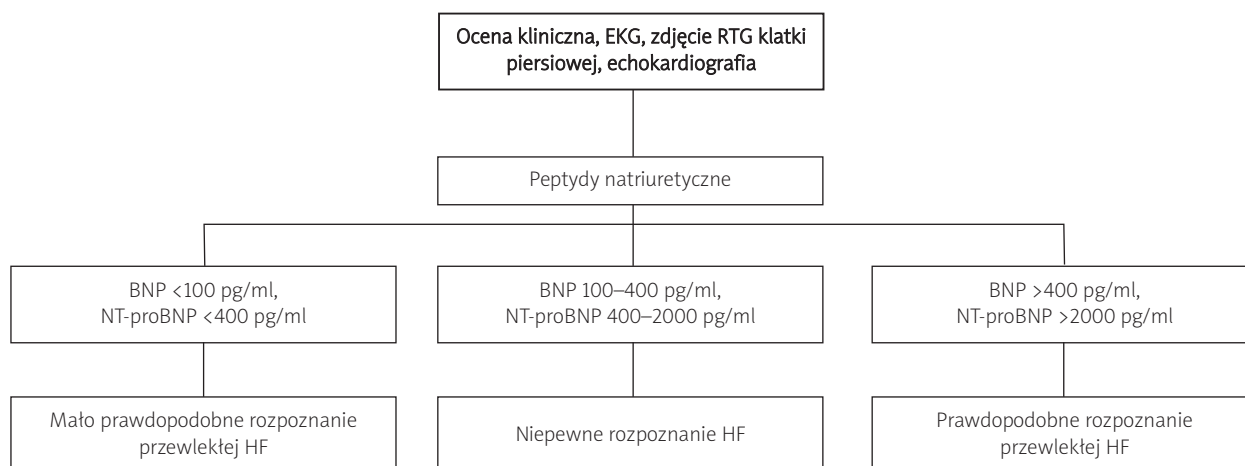 Ocena kliniczna, EKG, zdjęcie RTG klatki
piersiowej, echokardiografia
Peptydy natriuretyczne
BNP <100 pg/ml,
NT-proBNP <400 pg/ml
BNP 100–400 pg/ml,
NT-proBNP 400–2000 pg/ml
BNP >400 pg/ml,
NT-proBNP >2000 pg/ml
Mało prawdopodobne rozpoznanie
przewlekłej HF
Niepewne rozpoznanie HF
Prawdopodobne rozpoznanie
przewlekłej HF